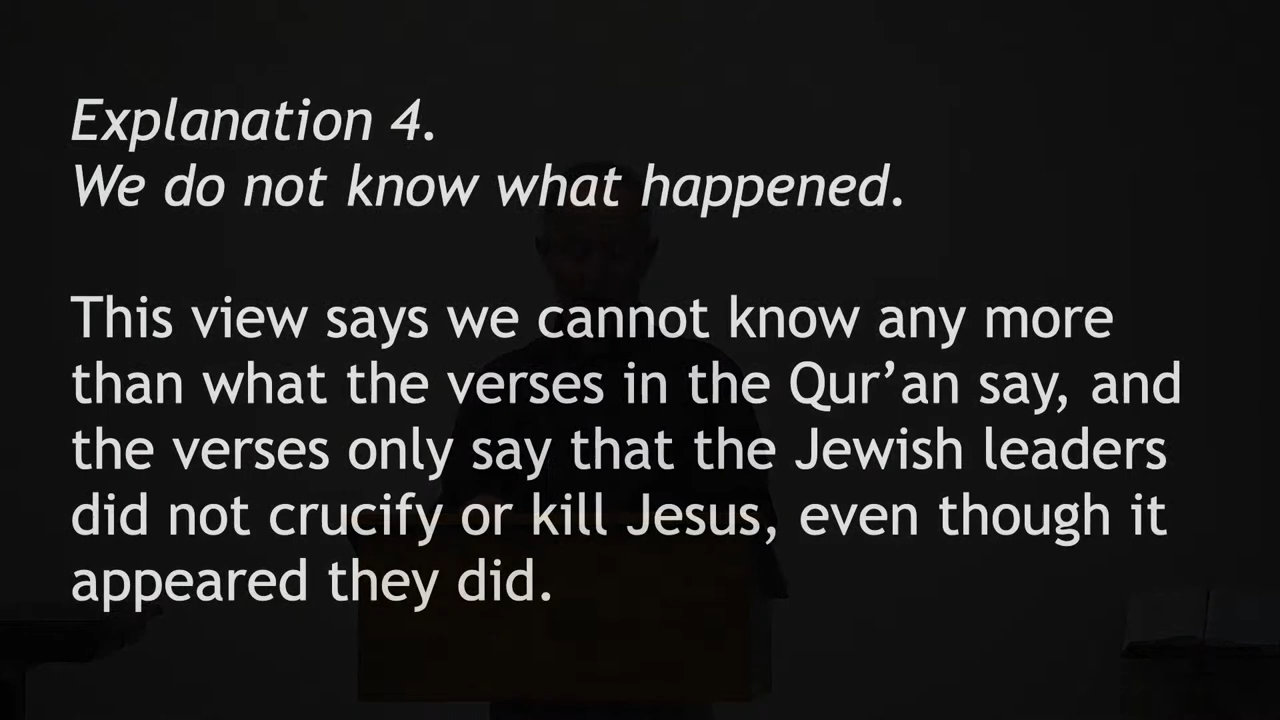 Explanation 4.
We do not know what happened.
This view says we cannot know any more
than what the verses in the Qur’an say, and
the verses only say that the Jewish leaders
did not crucify or kill Jesus, even though it
appeared they did.